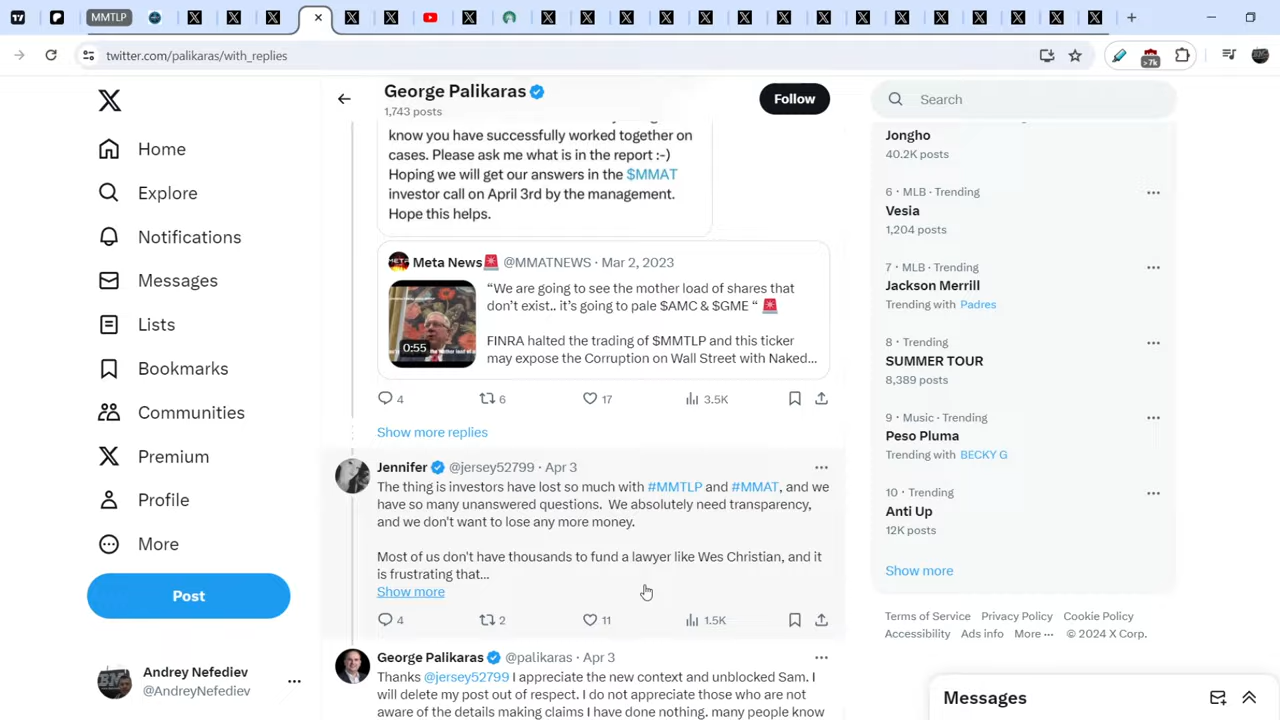 MMTLP
twitter.com/palikaras/with_replies
>7k
Home
Explore
Notifications
Messages
Lists
Bookmarks
Communities
Premium
Profile
More
Post
Andrey Nefediev
@AndreyNefediev
George Palikaras
1,743 posts
Follow
know you have successfully worked together on
cases. Please ask me what is in the report :-)
Hoping we will get our answers in the $MMAT
investor call on April 3rd by the management.
Hope this helps.
Meta News🚨 @MMATNEWS · Mar 2, 2023
“We are going to see the mother load of shares that
don’t exist.. it’s going to pale $AMC & $GME “ 🚨
FINRA halted the trading of $MMTLP and this ticker
may expose the Corruption on Wall Street with Naked...
0:55
4 6 17 3.5K
Show more replies
Jennifer @jersey52799 · Apr 3
The thing is investors have lost so much with #MMTLP and #MMAT, and we
have so many unanswered questions. We absolutely need transparency,
and we don't want to lose any more money.
Most of us don't have thousands to fund a lawyer like Wes Christian, and it
is frustrating that...
Show more
4 2 11 1.5K
George Palikaras @palikaras · Apr 3
Thanks @jersey52799 I appreciate the new context and unblocked Sam. I
will delete my post out of respect. I do not appreciate those who are not
aware of the details making claims I have done nothing. many people know
Search
Jongho
40.2K posts
6 · MLB · Trending
Vesia
1,204 posts
7 · MLB · Trending
Jackson Merrill
Trending with Padres
8 · Trending
SUMMER TOUR
8,389 posts
9 · Music · Trending
Peso Pluma
Trending with BECKY G
10 · Trending
Anti Up
12K posts
Show more
Terms of Service Privacy Policy Cookie Policy
Accessibility Ads info More ··· © 2024 X Corp.
Messages